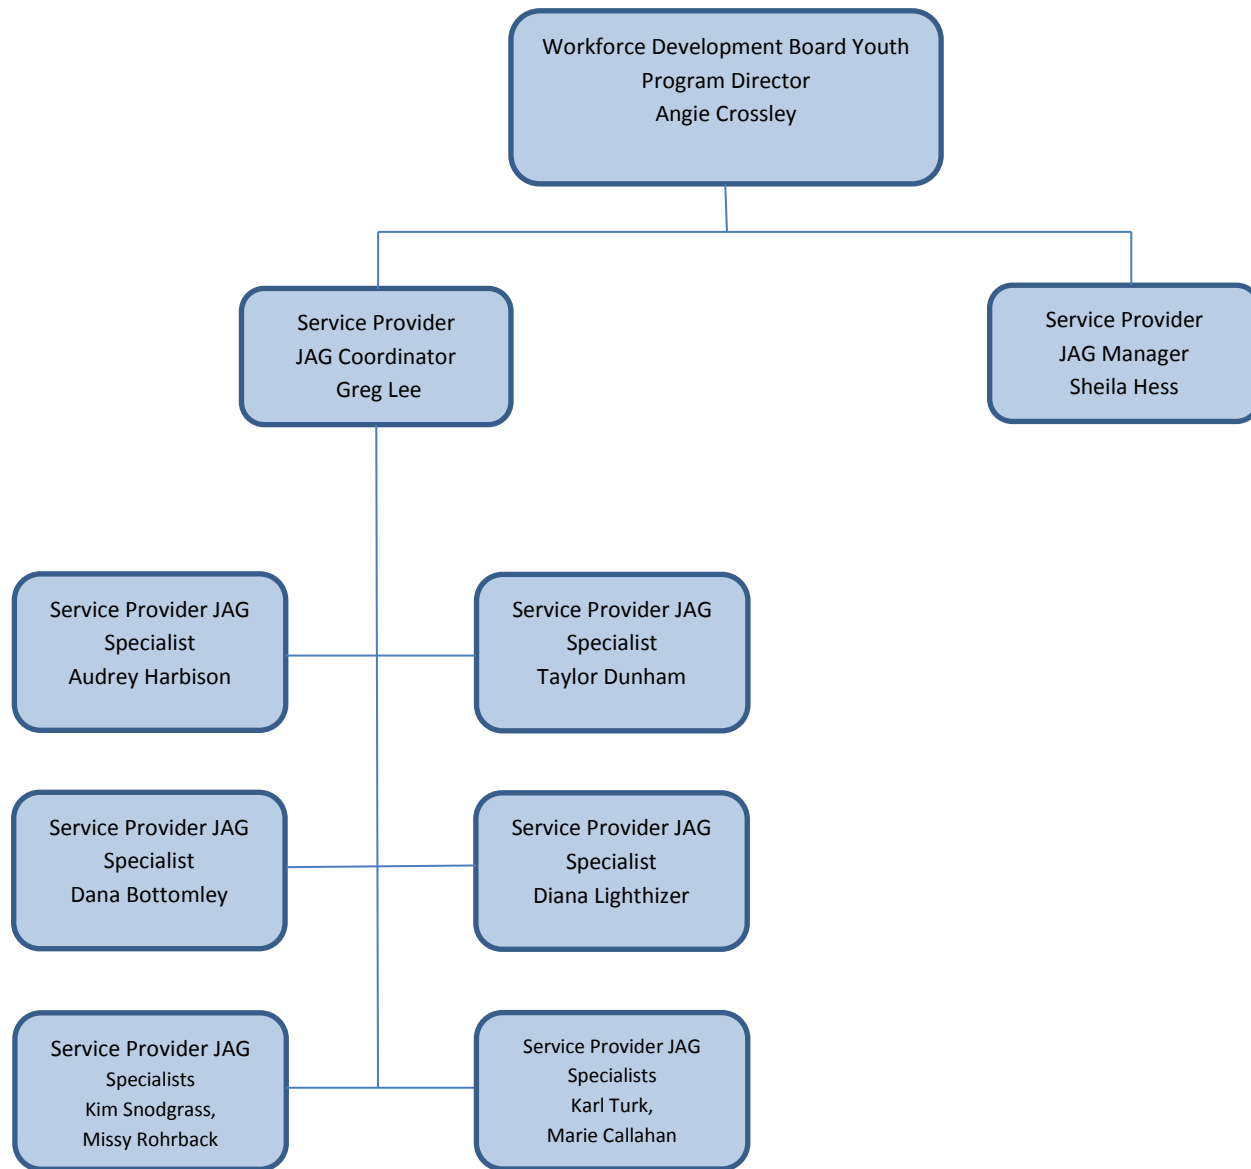 Workforce Development Board Youth
Program Director
Angie Crossley
Service Provider
JAG Coordinator
Greg Lee
Service Provider
JAG Manager
Sheila Hess
Service Provider JAG
Specialist
Audrey Harbison
Service Provider JAG
Specialist
Taylor Dunham
Service Provider JAG
Specialist
Dana Bottomley
Service Provider JAG
Specialist
Diana Lighthizer
Service Provider JAG
Specialists
Kim Snodgrass,
Missy Rohrback
Service Provider JAG
Specialists
Karl Turk,
Marie Callahan